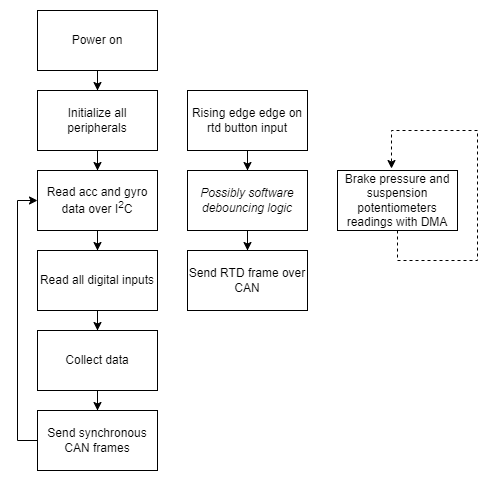 Power on
Initialize all
peripherals
Read acc and gyro
data over I²C
Read all digital inputs
Collect data
Send synchronous
CAN frames
Rising edge edge on
rtd button input
Possibly software
debouncing logic
Send RTD frame over
CAN
Brake pressure and
suspension
potentiometers
readings with DMA